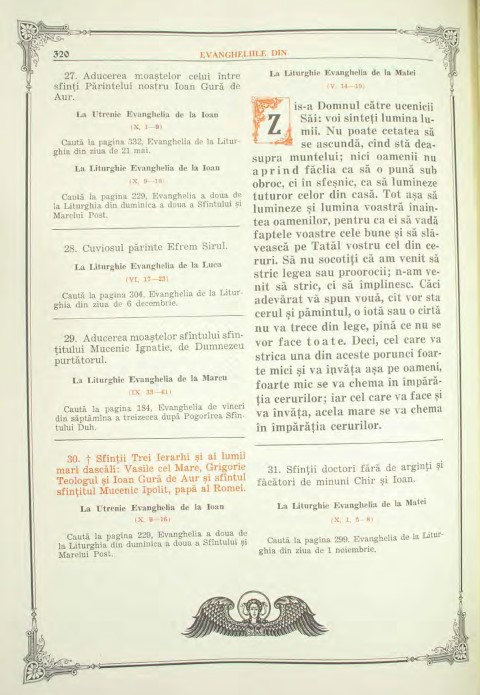 320
EVANGHELIILE DIN
27. Aducerea moaștelor celui între
sfinți Părintelui nostru Ioan Gură de
Aur.
La Utrenie Evanghelia de la Ioan
(X, 1—9)
Caută la pagina 332, Evanghelia de la Litur-
ghia din ziua de 21 mai.
La Liturghie Evanghelia de la Ioan
(X, 9—16)
Caută la pagina 229, Evanghelia a doua de
la Liturghia din duminica a doua a Sfîntului și
Marelui Post.
28. Cuviosul părinte Efrem Sirul.
La Liturghie Evanghelia de la Luca
(VI, 17—23)
Caută la pagina 304, Evanghelia de la Litur-
ghia din ziua de 6 decembrie.
29. Aducerea moaștelor sfîntului sfin-
țitului Mucenic Ignatie, de Dumnezeu
purtătorul.
La Liturghie Evanghelia de la Marcu
(IX, 33—41)
Caută la pagina 184, Evanghelia de vineri
din săptămîna a treizecea după Pogorîrea Sfîn-
tului Duh.
30. † Sfinții Trei Ierarhi și ai lumii
mari dascăli: Vasile cel Mare, Grigorie
Teologul și Ioan Gură de Aur și sfîntul
sfințitul Mucenic Ipolit, papă al Romei.
La Utrenie Evanghelia de la Ioan
(X, 9—16)
Caută la pagina 229, Evanghelia a doua de
la Liturghia din duminica a doua a Sfîntului și
Marelui Post.
La Liturghie Evanghelia de la Matei
(V, 14—19)
Zis-a Domnul către ucenicii
Săi: voi sînteți lumina lu-
mii. Nu poate cetatea să
se ascundă, cînd stă dea-
supra muntelui; nici oamenii nu
aprind făclia ca să o pună sub
obroc, ci în sfeșnic, ca să lumineze
tuturor celor din casă. Tot așa să
lumineze și lumina voastră înain-
tea oamenilor, pentru ca ei să vadă
faptele voastre cele bune și să slă-
vească pe Tatăl vostru cel din ce-
ruri. Să nu socotiți că am venit să
stric legea sau proorocii; n-am ve-
nit să stric, ci să împlinesc. Căci
adevărat vă spun vouă, cît vor sta
cerul și pămîntul, o iotă sau o cirtă
nu va trece din lege, pînă ce nu se
vor face toate. Deci, cel care va
strica una din aceste porunci foar-
te mici și va învăța așa pe oameni,
foarte mic se va chema în împără-
ția cerurilor; iar cel care va face și
va învăța, acela mare se va chema
în împărăția cerurilor.
31. Sfinții doctori fără de arginți și
făcători de minuni Chir și Ioan.
La Liturghie Evanghelia de la Matei
(X, 1, 5—8)
Caută la pagina 299, Evanghelia de la Litur-
ghia din ziua de 1 noiembrie.